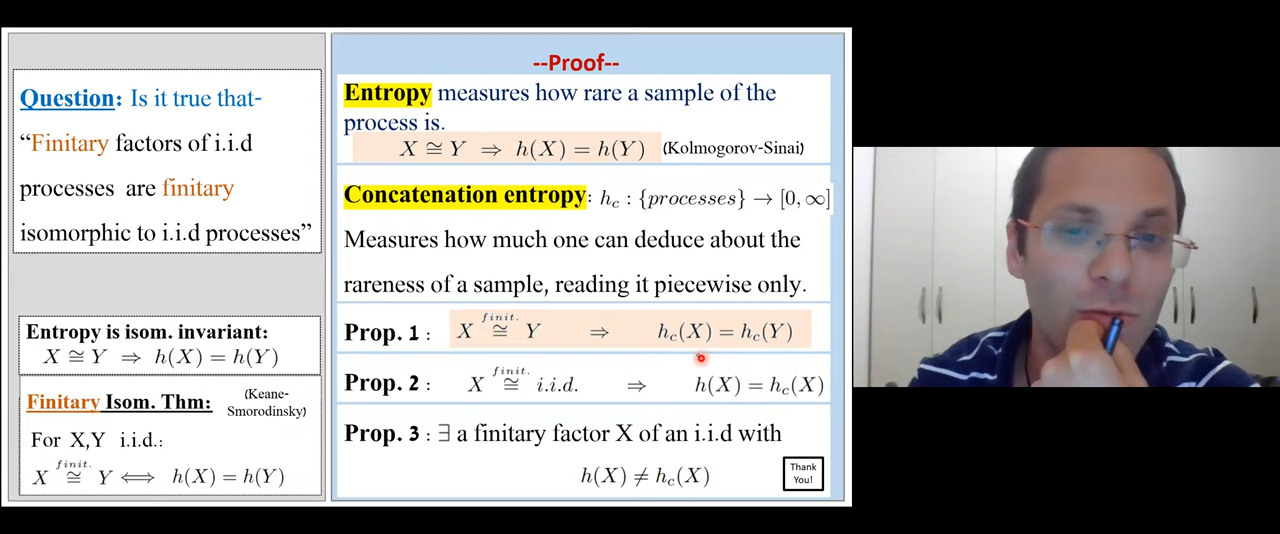 Question: Is it true that-
“Finitary factors of i.i.d
processes are finitary
isomorphic to i.i.d processes”
Entropy is isom. invariant:
X ≅ Y ⇒ h(X) = h(Y)
Finitary Isom. Thm: (Keane-
Smorodinsky)
For X,Y i.i.d.:
finit.
X ≅ Y ⟺ h(X) = h(Y)
--Proof--
Entropy measures how rare a sample of the
process is.
X ≅ Y ⇒ h(X) = h(Y) (Kolmogorov-Sinai)
Concatenation entropy: h_c : {processes} → [0, ∞]
Measures how much one can deduce about the
rareness of a sample, reading it piecewise only.
finit.
Prop. 1 : X ≅ Y ⇒ h_c(X) = h_c(Y)
finit.
Prop. 2 : X ≅ i.i.d. ⇒ h(X) = h_c(X)
Prop. 3 : ∃ a finitary factor X of an i.i.d with
h(X) ≠ h_c(X)
Thank
You!